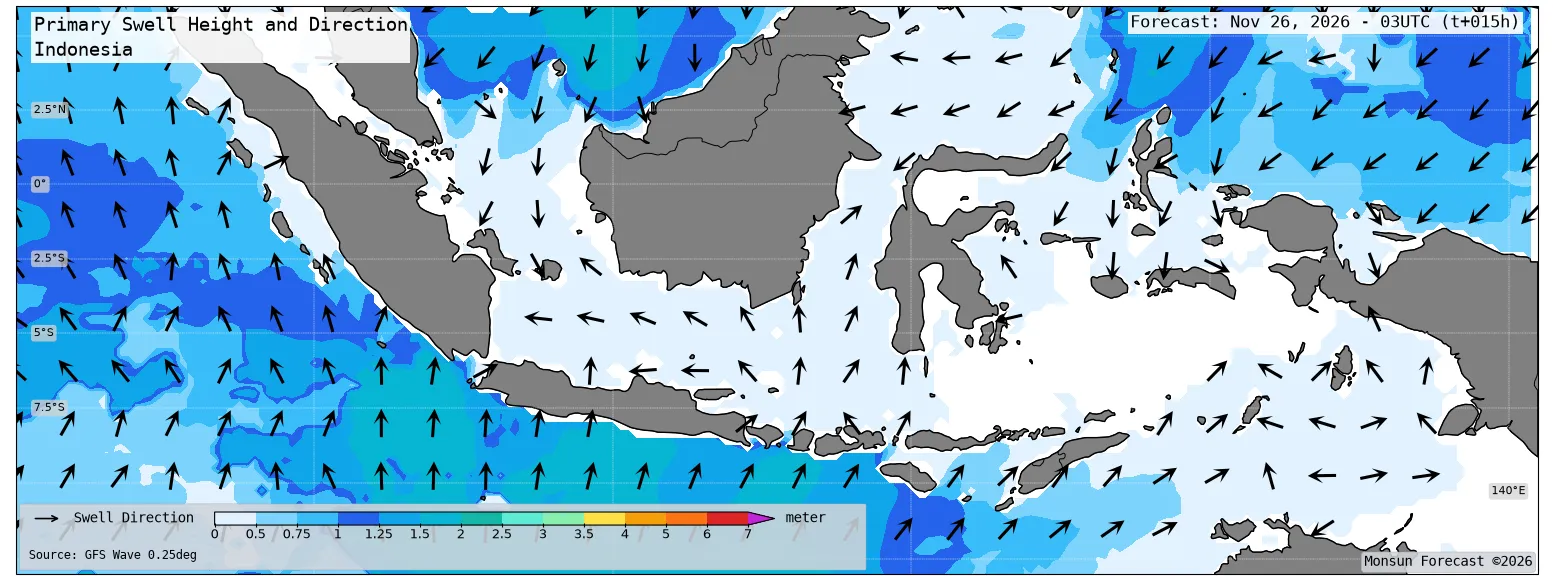 Primary Swell Height and Direction
Indonesia
Forecast: Nov 26, 2026 - 03UTC (t+015h)
2.5°N
0°
2.5°S
5°S
7.5°S
140°E
Swell Direction
0 0.5 0.75 1 1.25 1.5 2 2.5 3 3.5 4 5 6 7 meter
Source: GFS Wave 0.25deg
Monsun Forecast ©2026